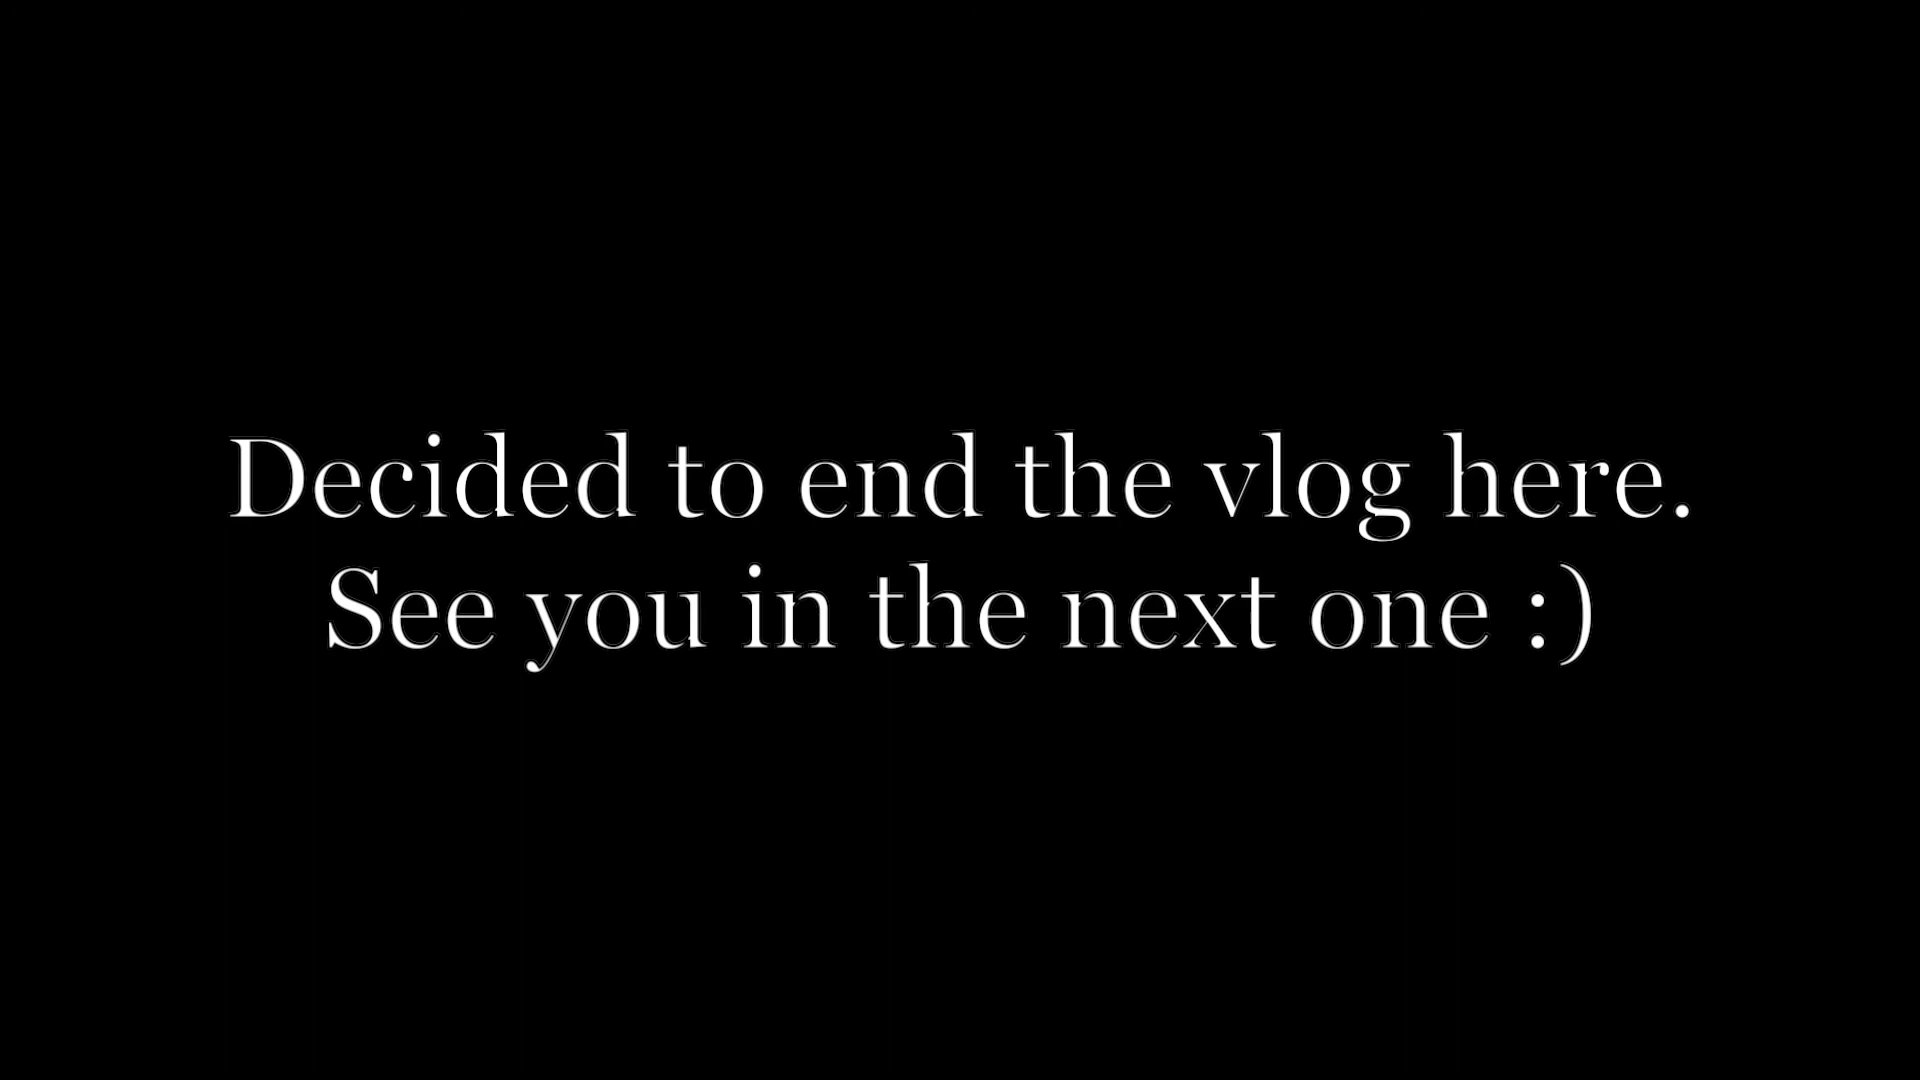 Decided to end the vlog here.
See you in the next one :)